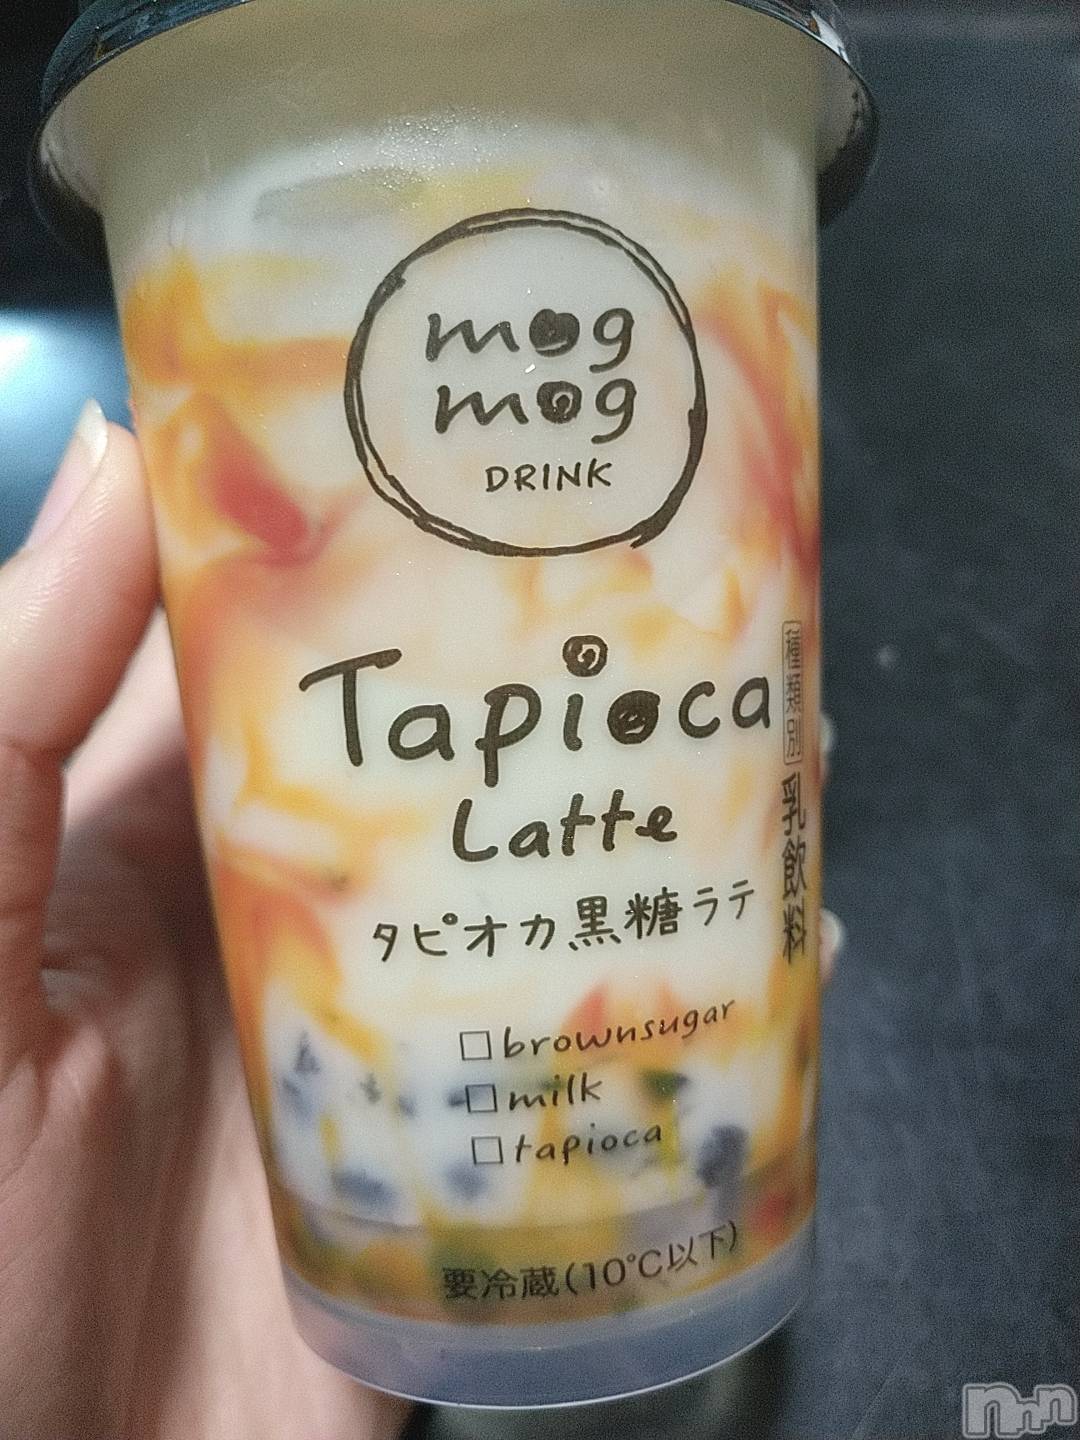 mog
mog
DRINK
Tapioca
Latte
タピオカ黒糖ラテ
□brownsugar
□milk
□tapioca
要冷蔵(10℃以下)
種類別 乳飲料
nnn